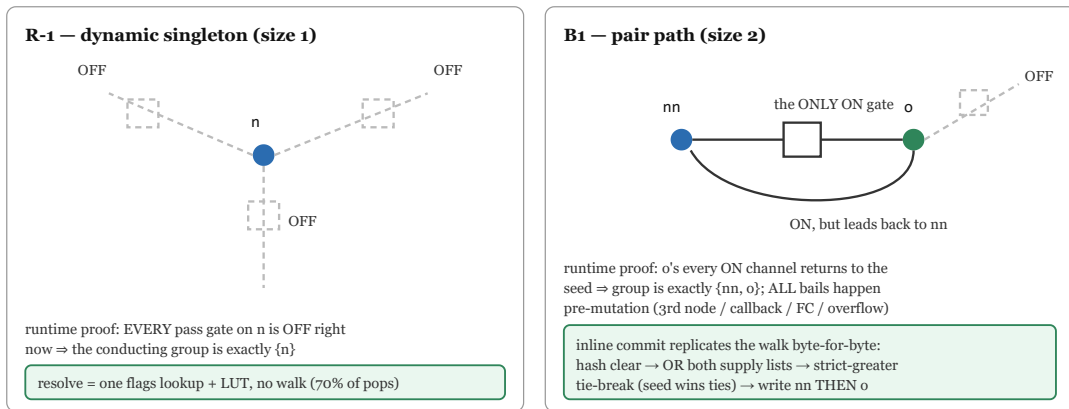 R-1 — dynamic singleton (size 1)
OFF
OFF
n
OFF
runtime proof: EVERY pass gate on n is OFF right
now ⇒ the conducting group is exactly {n}
resolve = one flags lookup + LUT, no walk (70% of pops)
B1 — pair path (size 2)
OFF
the ONLY ON gate
nn
o
ON, but leads back to nn
runtime proof: o's every ON channel returns to the
seed ⇒ group is exactly {nn, o}; ALL bails happen
pre-mutation (3rd node / callback / FC / overflow)
inline commit replicates the walk byte-for-byte:
hash clear → OR both supply lists → strict-greater
tie-break (seed wins ties) → write nn THEN o